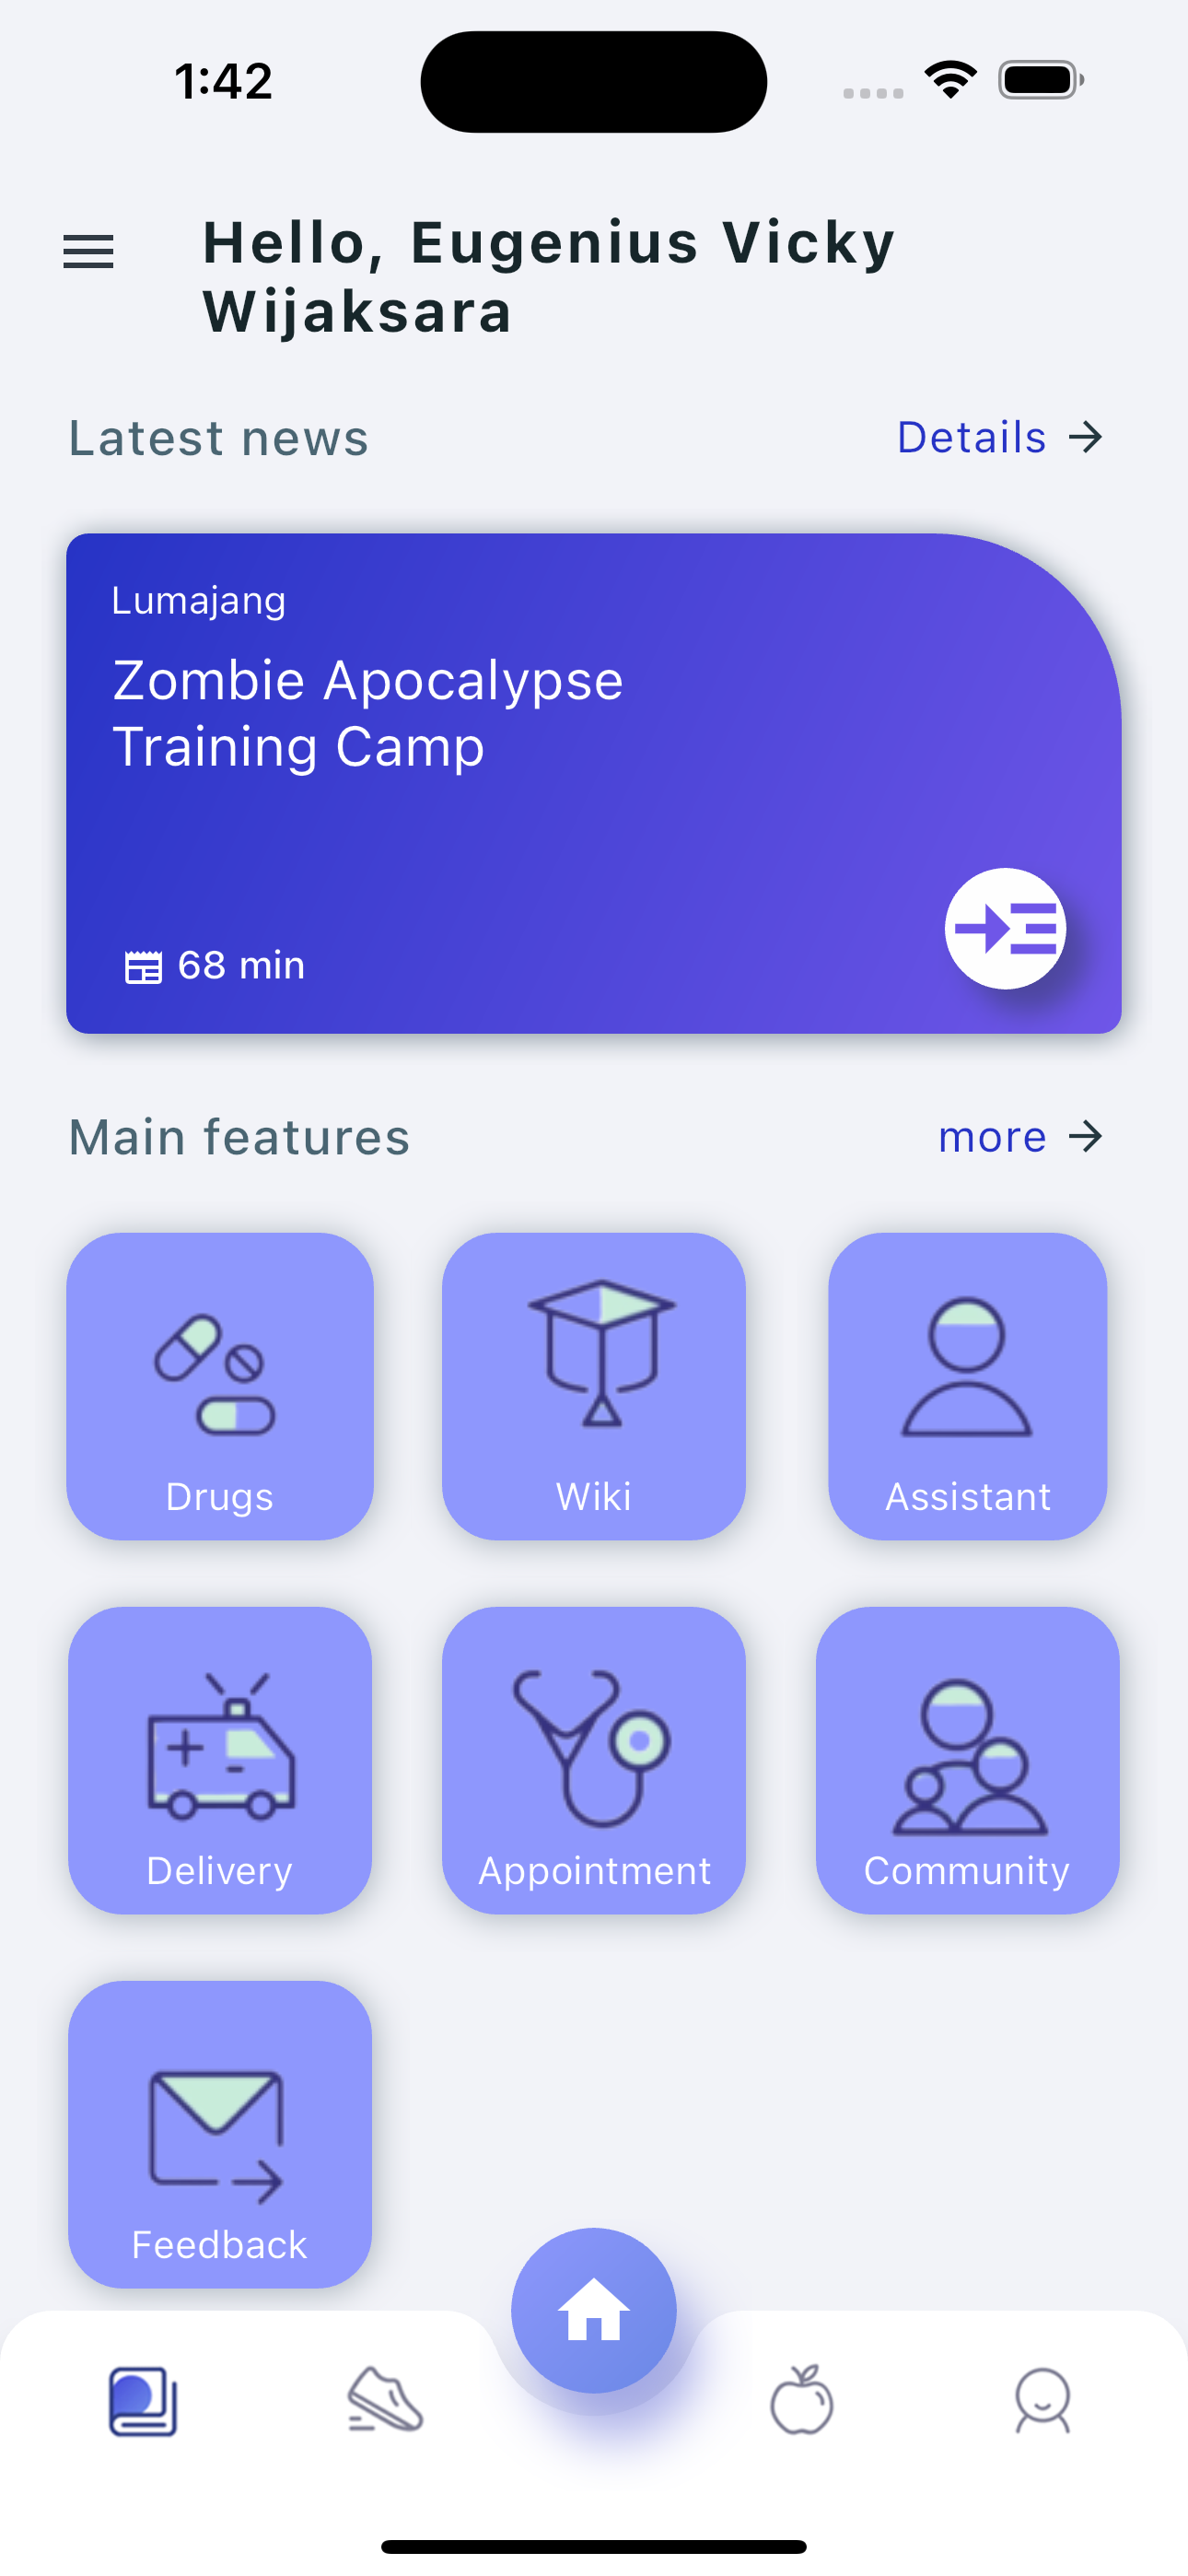 1:42
Hello, Eugenius Vicky
Wijaksara
Latest news
Details
Lumajang
Zombie Apocalypse
Training Camp
68 min
Main features
more
Drugs
Wiki
Assistant
Delivery
Appointment
Community
Feedback